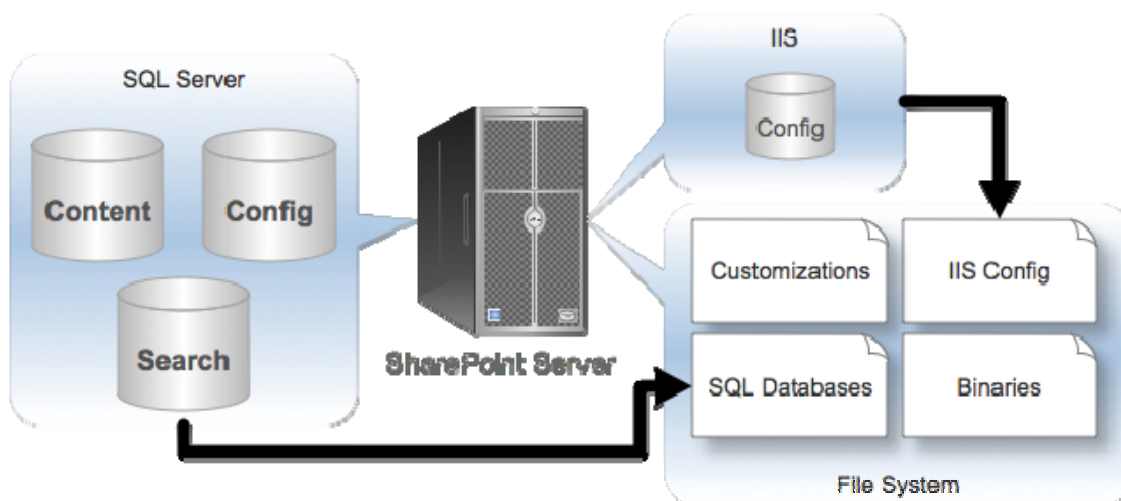 SQL Server
Content
Config
Search
SharePoint Server
IIS
Config
Customizations
IIS Config
SQL Databases
Binaries
File System